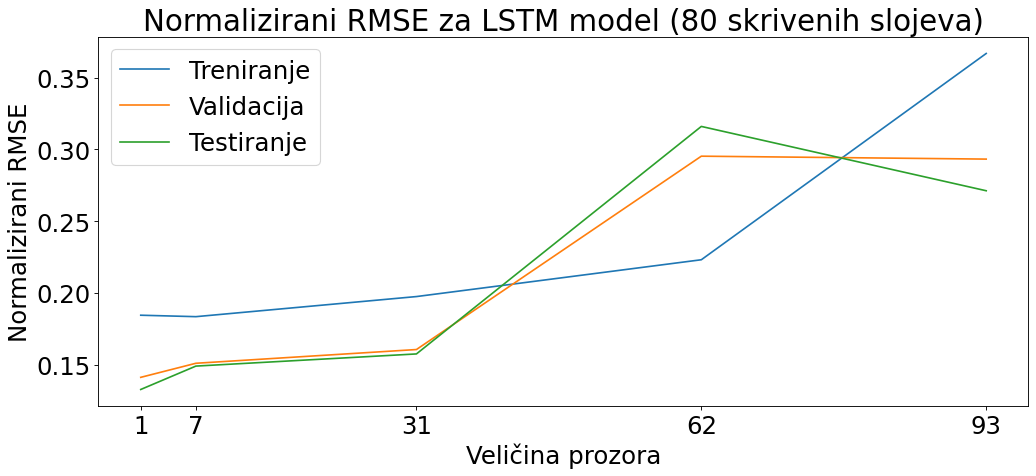 Normalizirani RMSE za LSTM model (80 skrivenih slojeva)
Treniranje
Validacija
Testiranje
Normalizirani RMSE
0.35
0.30
0.25
0.20
0.15
1 7 31 62 93
Veličina prozora